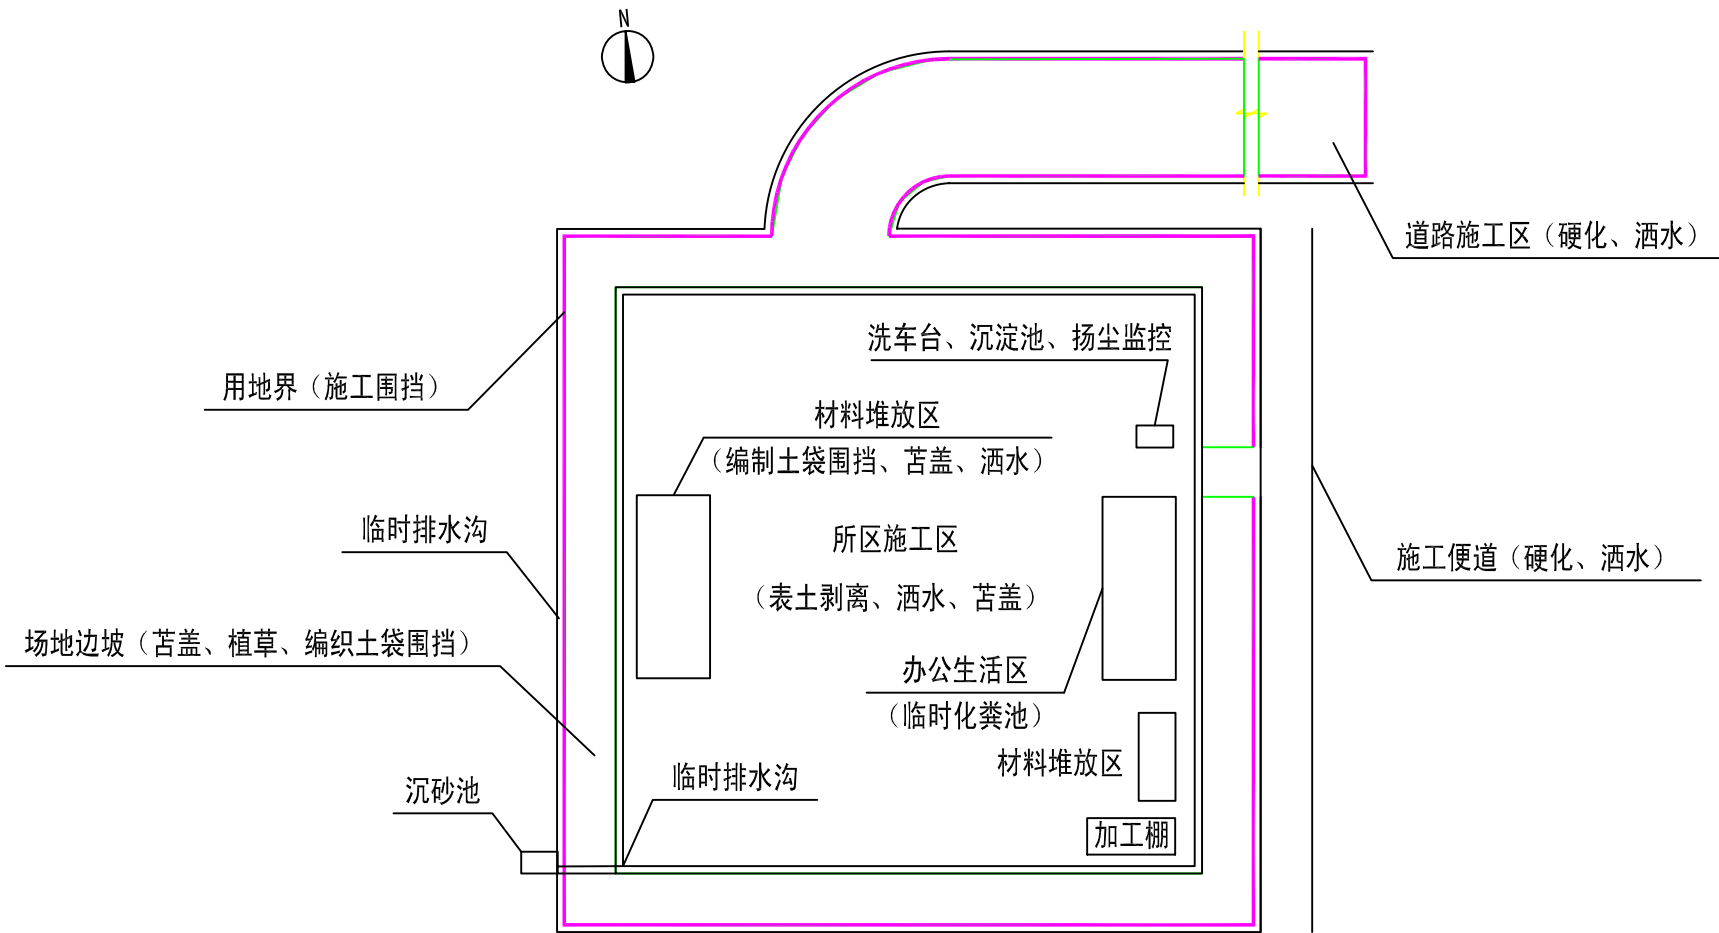 N
道路施工区（硬化、洒水）
洗车台、沉淀池、扬尘监控
用地界（施工围挡）
材料堆放区
（编制土袋围挡、苫盖、洒水）
临时排水沟
所区施工区
施工便道（硬化、洒水）
（表土剥离、洒水、苫盖）
场地边坡（苫盖、植草、编织土袋围挡）
办公生活区
（临时化粪池）
材料堆放区
临时排水沟
沉砂池
加工棚